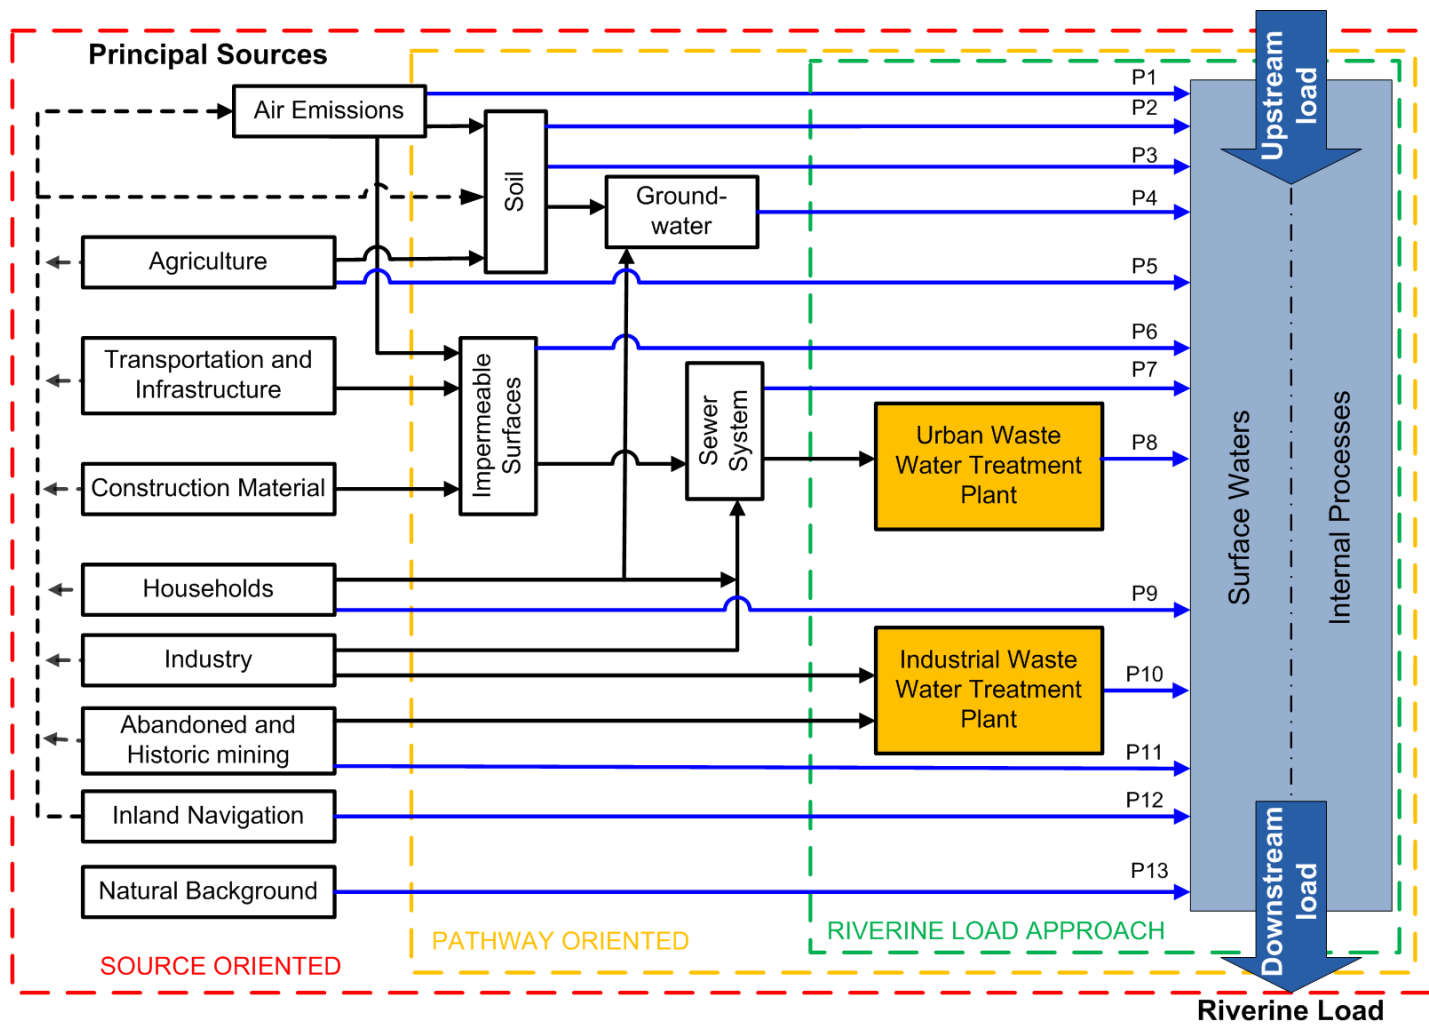 Principal Sources
Air Emissions
Soil
Ground-
water
Agriculture
Transportation and
Infrastructure
Impermeable
Surfaces
Sewer
System
Construction Material
Urban Waste
Water Treatment
Plant
Households
Industry
Industrial Waste
Water Treatment
Plant
Abandoned and
Historic mining
Inland Navigation
Natural Background
P1
P2
P3
P4
P5
P6
P7
P8
P9
P10
P11
P12
P13
Upstream
load
Surface Waters
Internal Processes
Downstream
load
SOURCE ORIENTED
PATHWAY ORIENTED
RIVERINE LOAD APPROACH
Riverine Load